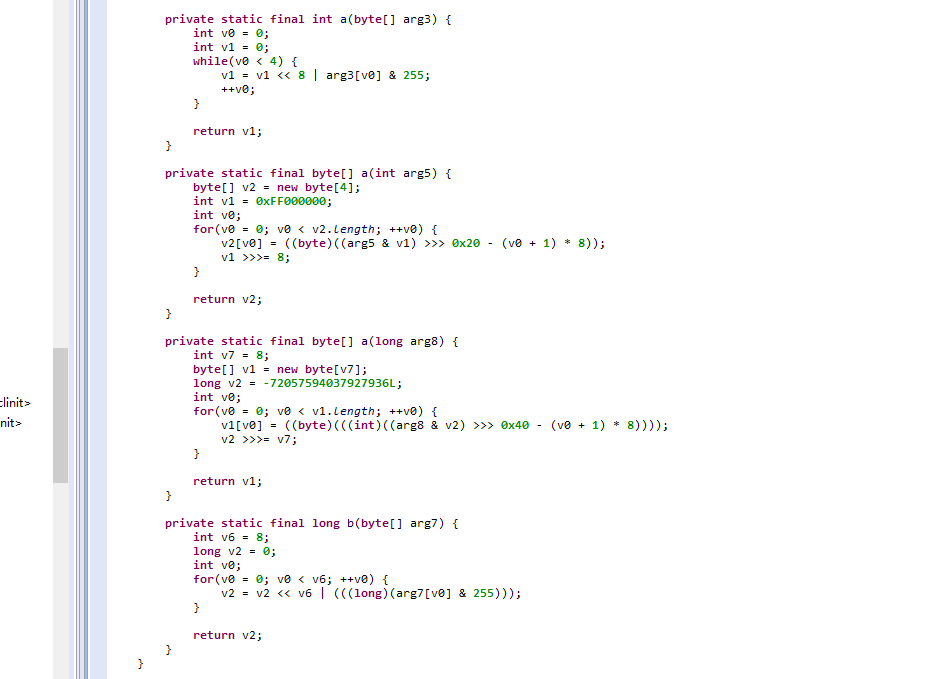 private static final int a(byte[] arg3) {
int v0 = 0;
int v1 = 0;
while(v0 < 4) {
v1 = v1 << 8 | arg3[v0] & 255;
++v0;
}
return v1;
}
private static final byte[] a(int arg5) {
byte[] v2 = new byte[4];
int v1 = 0xFF000000;
int v0;
for(v0 = 0; v0 < v2.length; ++v0) {
v2[v0] = ((byte)((arg5 & v1) >>> 0x20 - (v0 + 1) * 8));
v1 >>>= 8;
}
return v2;
}
private static final byte[] a(long arg8) {
int v7 = 8;
byte[] v1 = new byte[v7];
long v2 = -72057594037927936L;
int v0;
for(v0 = 0; v0 < v1.length; ++v0) {
v1[v0] = ((byte)(((int)((arg8 & v2) >>> 0x40 - (v0 + 1) * 8))));
v2 >>>= v7;
}
return v1;
}
private static final long b(byte[] arg7) {
int v6 = 8;
long v2 = 0;
int v0;
for(v0 = 0; v0 < v6; ++v0) {
v2 = v2 << v6 | (((long)(arg7[v0] & 255)));
}
return v2;
}
}
clinit>
nit>